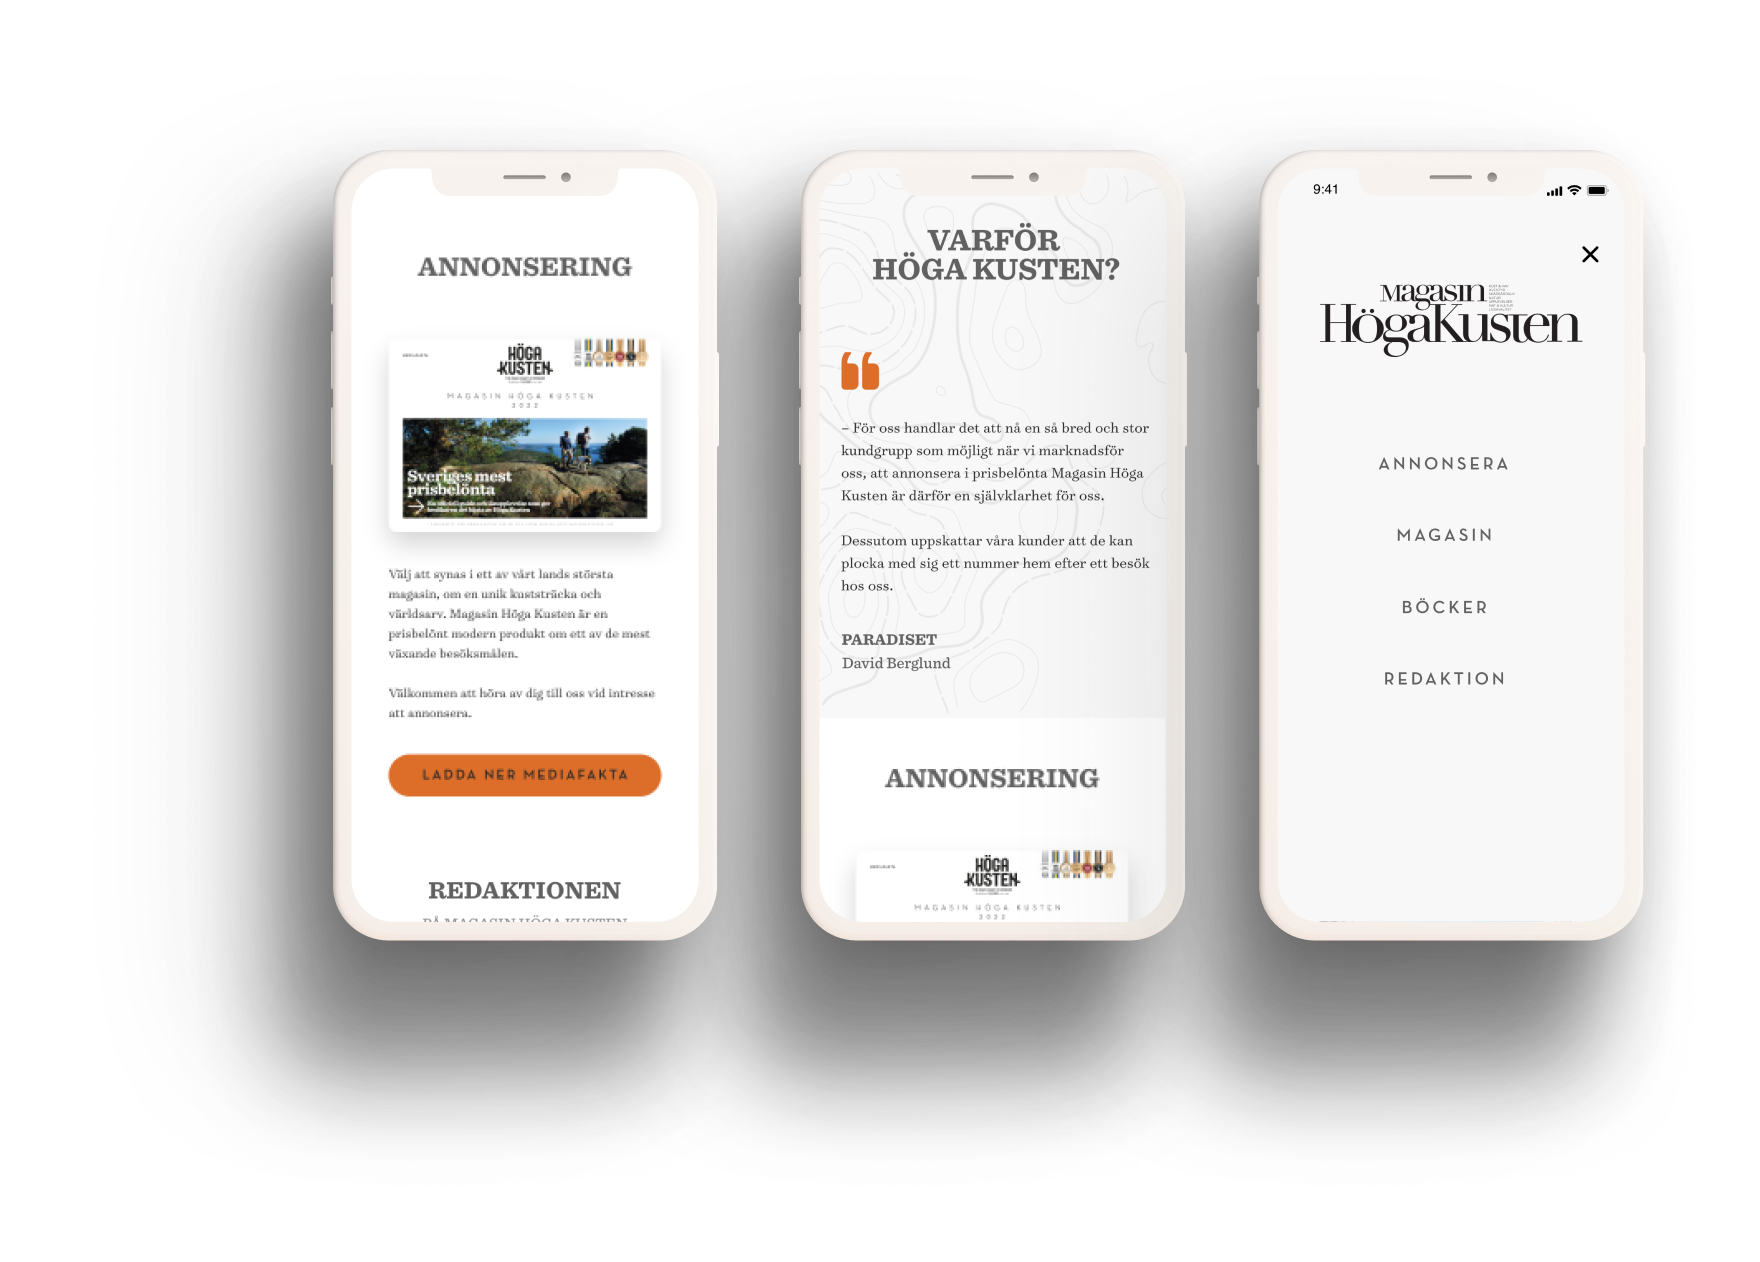 ANNONSERING
HÖGA
KUSTEN
MAGASIN HÖGA KUSTEN
2022
Sveriges mest
prisbelönta
Välj att synas i ett av vårt lands största
magasin, om en unik kuststräcka och
världsarv. Magasin Höga Kusten är en
prisbelönt modern produkt om ett av de mest
växande besöksmålen.
Välkommen att höra av dig till oss vid intresse
att annonsera.
LADDA NER MEDIAFAKTA
REDAKTIONEN
PÅ MAGASIN HÖGA KUSTEN
VARFÖR
HÖGA KUSTEN?
– För oss handlar det att nå en så bred och stor
kundgrupp som möjligt när vi marknadsför
oss, att annonsera i prisbelönta Magasin Höga
Kusten är därför en självklarhet för oss.
Dessutom uppskattar våra kunder att de kan
plocka med sig ett nummer hem efter ett besök
hos oss.
PARADISET
David Berglund
ANNONSERING
HÖGA
KUSTEN
MAGASIN HÖGA KUSTEN
2022
9:41
Magasin
HögaKusten
ANNONSERA
MAGASIN
BÖCKER
REDAKTION